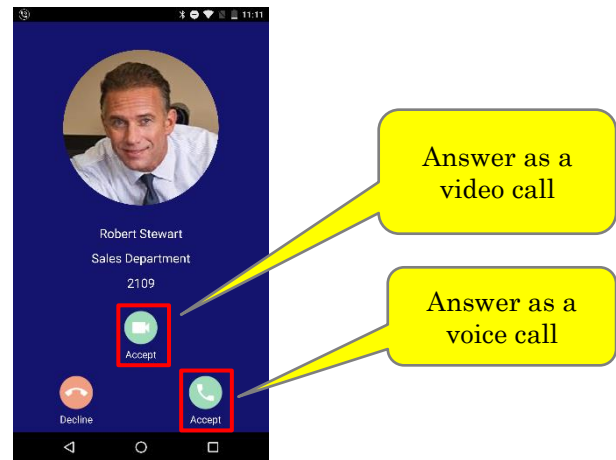 11:11
Robert Stewart
Sales Department
2109
Accept
Decline
Accept
Answer as a
video call
Answer as a
voice call